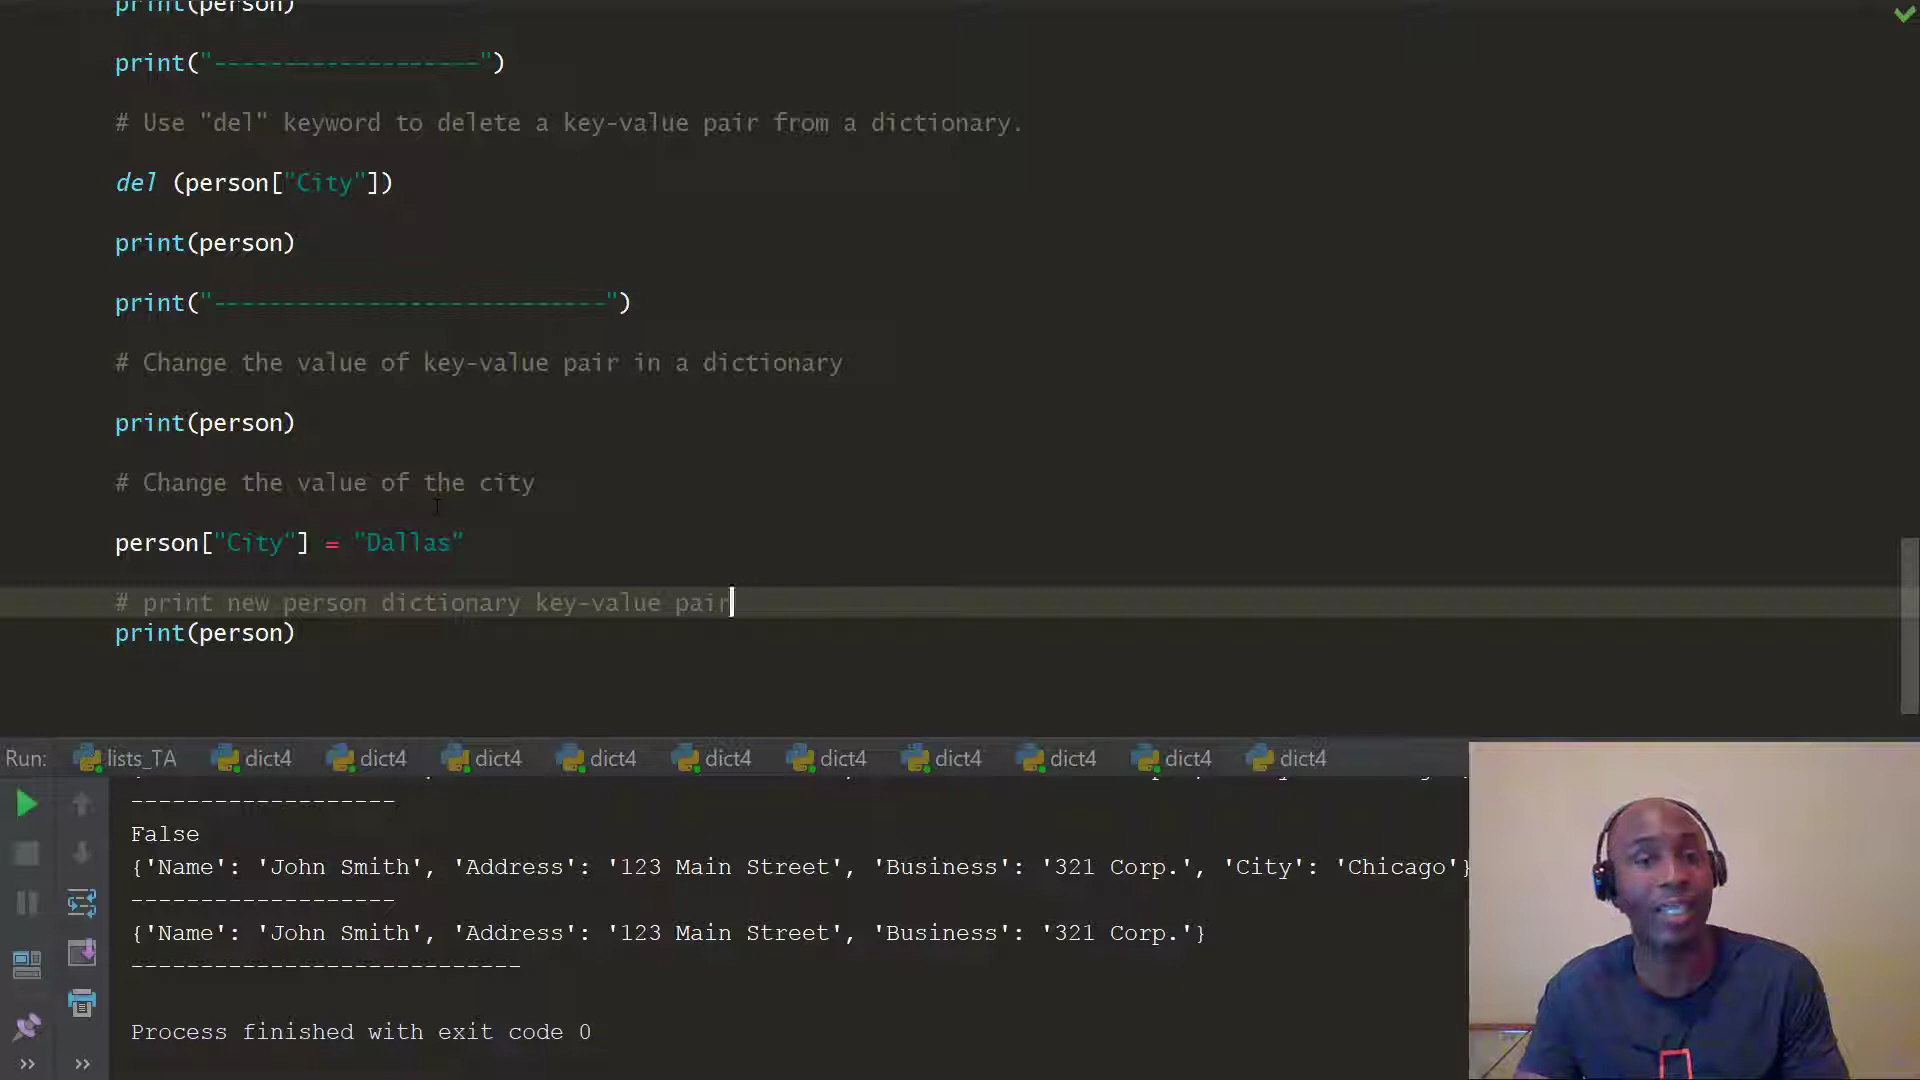 print(person)
print("-------------------")
# Use "del" keyword to delete a key-value pair from a dictionary.
del (person["City"])
print(person)
print("----------------------------")
# Change the value of key-value pair in a dictionary
print(person)
# Change the value of the city
person["City"] = "Dallas"
# print new person dictionary key-value pair
print(person)
Run: lists_TA dict4 dict4 dict4 dict4 dict4 dict4 dict4 dict4 dict4 dict4
-------------------
False
{'Name': 'John Smith', 'Address': '123 Main Street', 'Business': '321 Corp.', 'City': 'Chicago'}
-------------------
{'Name': 'John Smith', 'Address': '123 Main Street', 'Business': '321 Corp.'}
----------------------------
Process finished with exit code 0